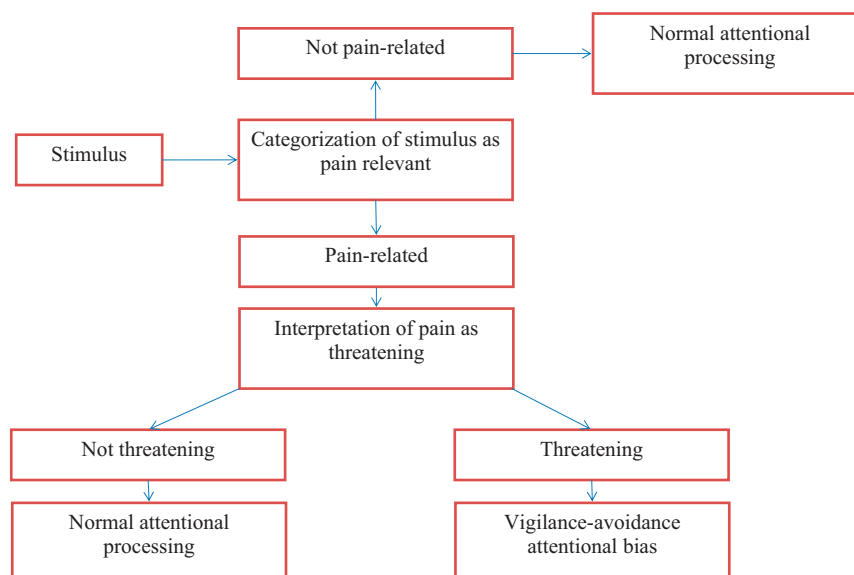 Not pain-related
Normal attentional
processing
Stimulus
Categorization of stimulus as
pain relevant
Pain-related
Interpretation of pain as
threatening
Not threatening
Threatening
Normal attentional
processing
Vigilance-avoidance
attentional bias